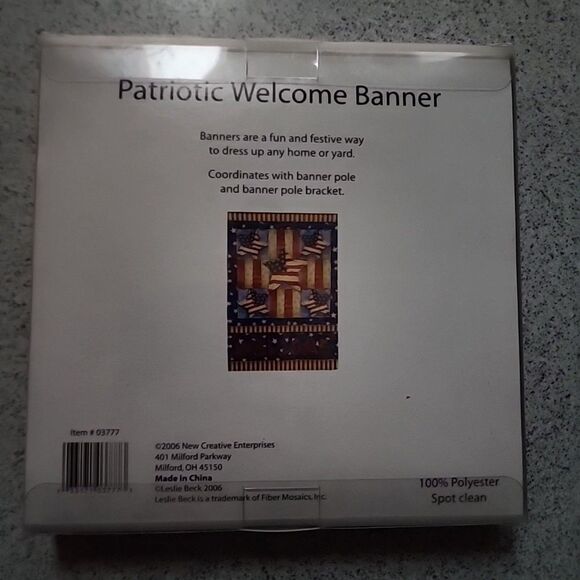 Patriotic Welcome Banner
Banners are a fun and festive way
to dress up any home or yard.
Coordinates with banner pole
and banner pole bracket.
Item # 03777
©2006 New Creative Enterprises
401 Milford Parkway
Milford, OH 45150
Made In China
©Leslie Beck 2006
Leslie Beck is a trademark of Fiber Mosaics, Inc.
100% Polyester
Spot clean